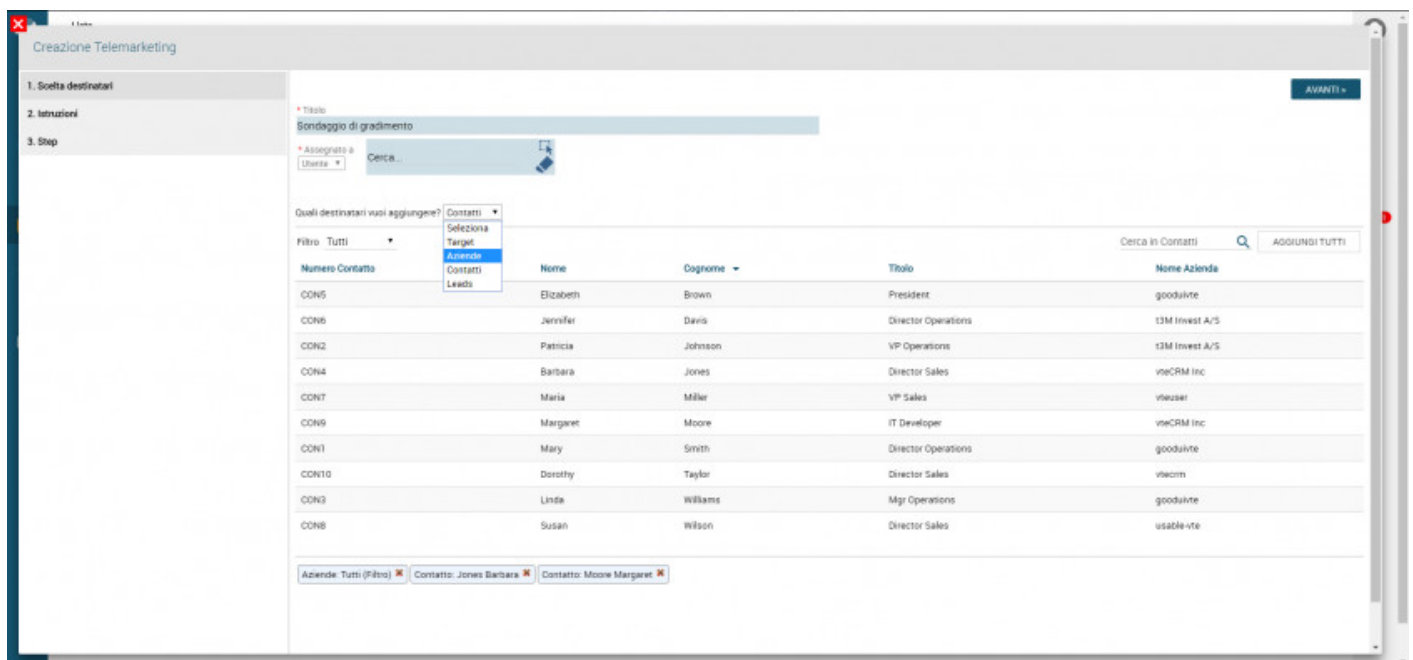 Creazione Telemarketing
1. Scelta destinatari
2. Istruzioni
3. Step
AVANTI »
* Titolo
Sondaggio di gradimento
* Assegnato a
Utente
Cerca...
Quali destinatari vuoi aggiungere? Contatti
Seleziona
Target
Aziende
Contatti
Leads
Filtro Tutti
Cerca in Contatti
AGGIUNGI TUTTI
Numero Contatto Nome Cognome Titolo Nome Azienda
CON5 Elizabeth Brown President gooduivte
CON6 Jennifer Davis Director Operations t3M Invest A/S
CON2 Patricia Johnson VP Operations t3M Invest A/S
CON4 Barbara Jones Director Sales vteCRM Inc
CON7 Maria Miller VP Sales vteuser
CON9 Margaret Moore IT Developer vteCRM Inc
CON1 Mary Smith Director Operations gooduivte
CON10 Dorothy Taylor Director Sales vtecrm
CON3 Linda Williams Mgr Operations gooduivte
CON8 Susan Wilson Director Sales usable-vte
Aziende: Tutti (Filtro) Contatto: Jones Barbara Contatto: Moore Margaret